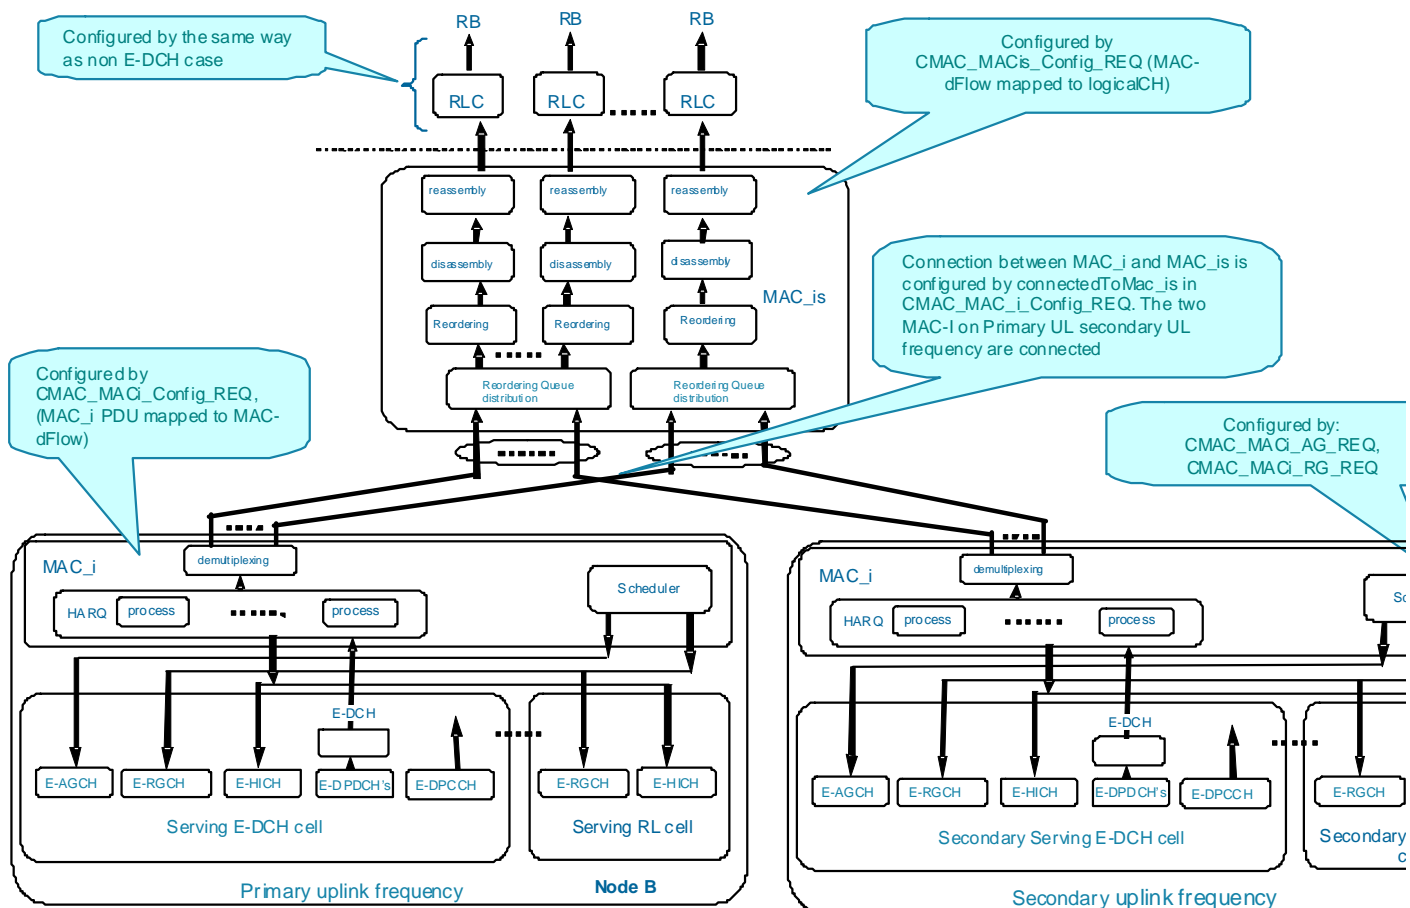 RB
RB
RB
Configured by the same way
as non E-DCH case
RLC
RLC
RLC
Configured by
CMAC_MACis_Config_REQ (MAC-
dFlow mapped to logicalCH)
reassembly
reassembly
reassembly
disassembly
disassembly
disassembly
Reordering
Reordering
Reordering
MAC_is
Reordering Queue
distribution
Reordering Queue
distribution
Connection between MAC_i and MAC_is is
configured by connectedToMac_is in
CMAC_MAC_i_Config_REQ. The two
MAC-I on Primary UL secondary UL
frequency are connected
Configured by
CMAC_MACi_Config_REQ,
(MAC_i PDU mapped to MAC-
dFlow)
Configured by:
CMAC_MACi_AG_REQ,
CMAC_MACi_RG_REQ
MAC_i
demultiplexing
Scheduler
HARQ
process
process
E-DCH
E-AGCH
E-RGCH
E-HICH
E-DPDCH's
E-DPCCH
E-RGCH
E-HICH
Serving E-DCH cell
Serving RL cell
Primary uplink frequency
Node B
MAC_i
demultiplexing
Sc
HARQ
process
process
E-DCH
E-AGCH
E-RGCH
E-HICH
E-DPDCH's
E-DPCCH
E-RGCH
Secondary Serving E-DCH cell
Secondary
c
Secondary uplink frequency